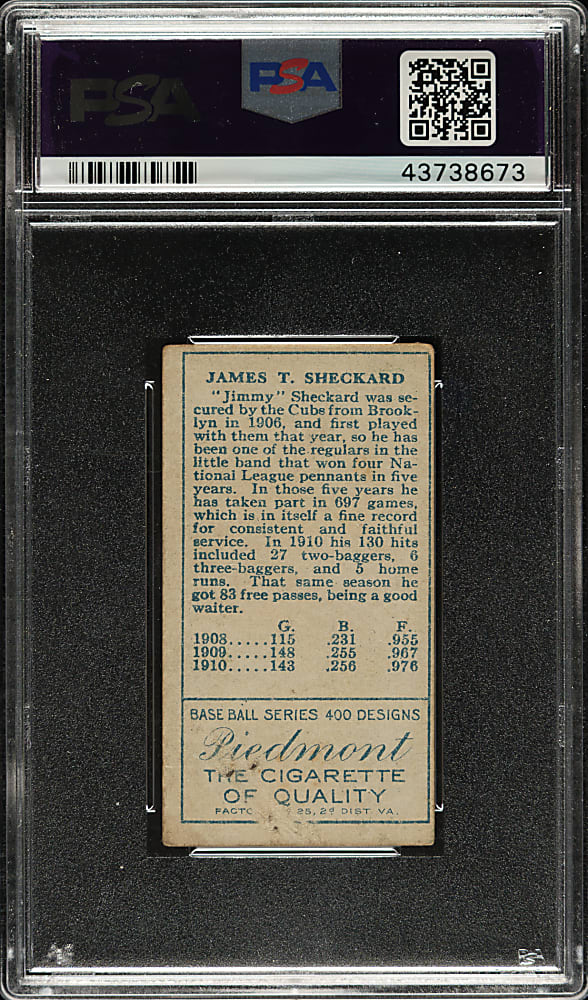 PSA
PSA
43738673
JAMES T. SHECKARD
"Jimmy" Sheckard was se-
cured by the Cubs from Brook-
lyn in 1906, and first played
with them that year, so he has
been one of the regulars in the
little band that won four Na-
tional League pennants in five
years. In those five years he
has taken part in 697 games,
which is in itself a fine record
for consistent and faithful
service. In 1910 his 130 hits
included 27 two-baggers, 6
three-baggers, and 5 home
runs. That same season he
got 83 free passes, being a good
waiter.
G. B. F.
1908.....115 .231 .955
1909.....148 .255 .967
1910.....143 .256 .976
BASE BALL SERIES 400 DESIGNS
Piedmont
THE CIGARETTE
OF QUALITY
25, 2d DIST. VA.
PSA